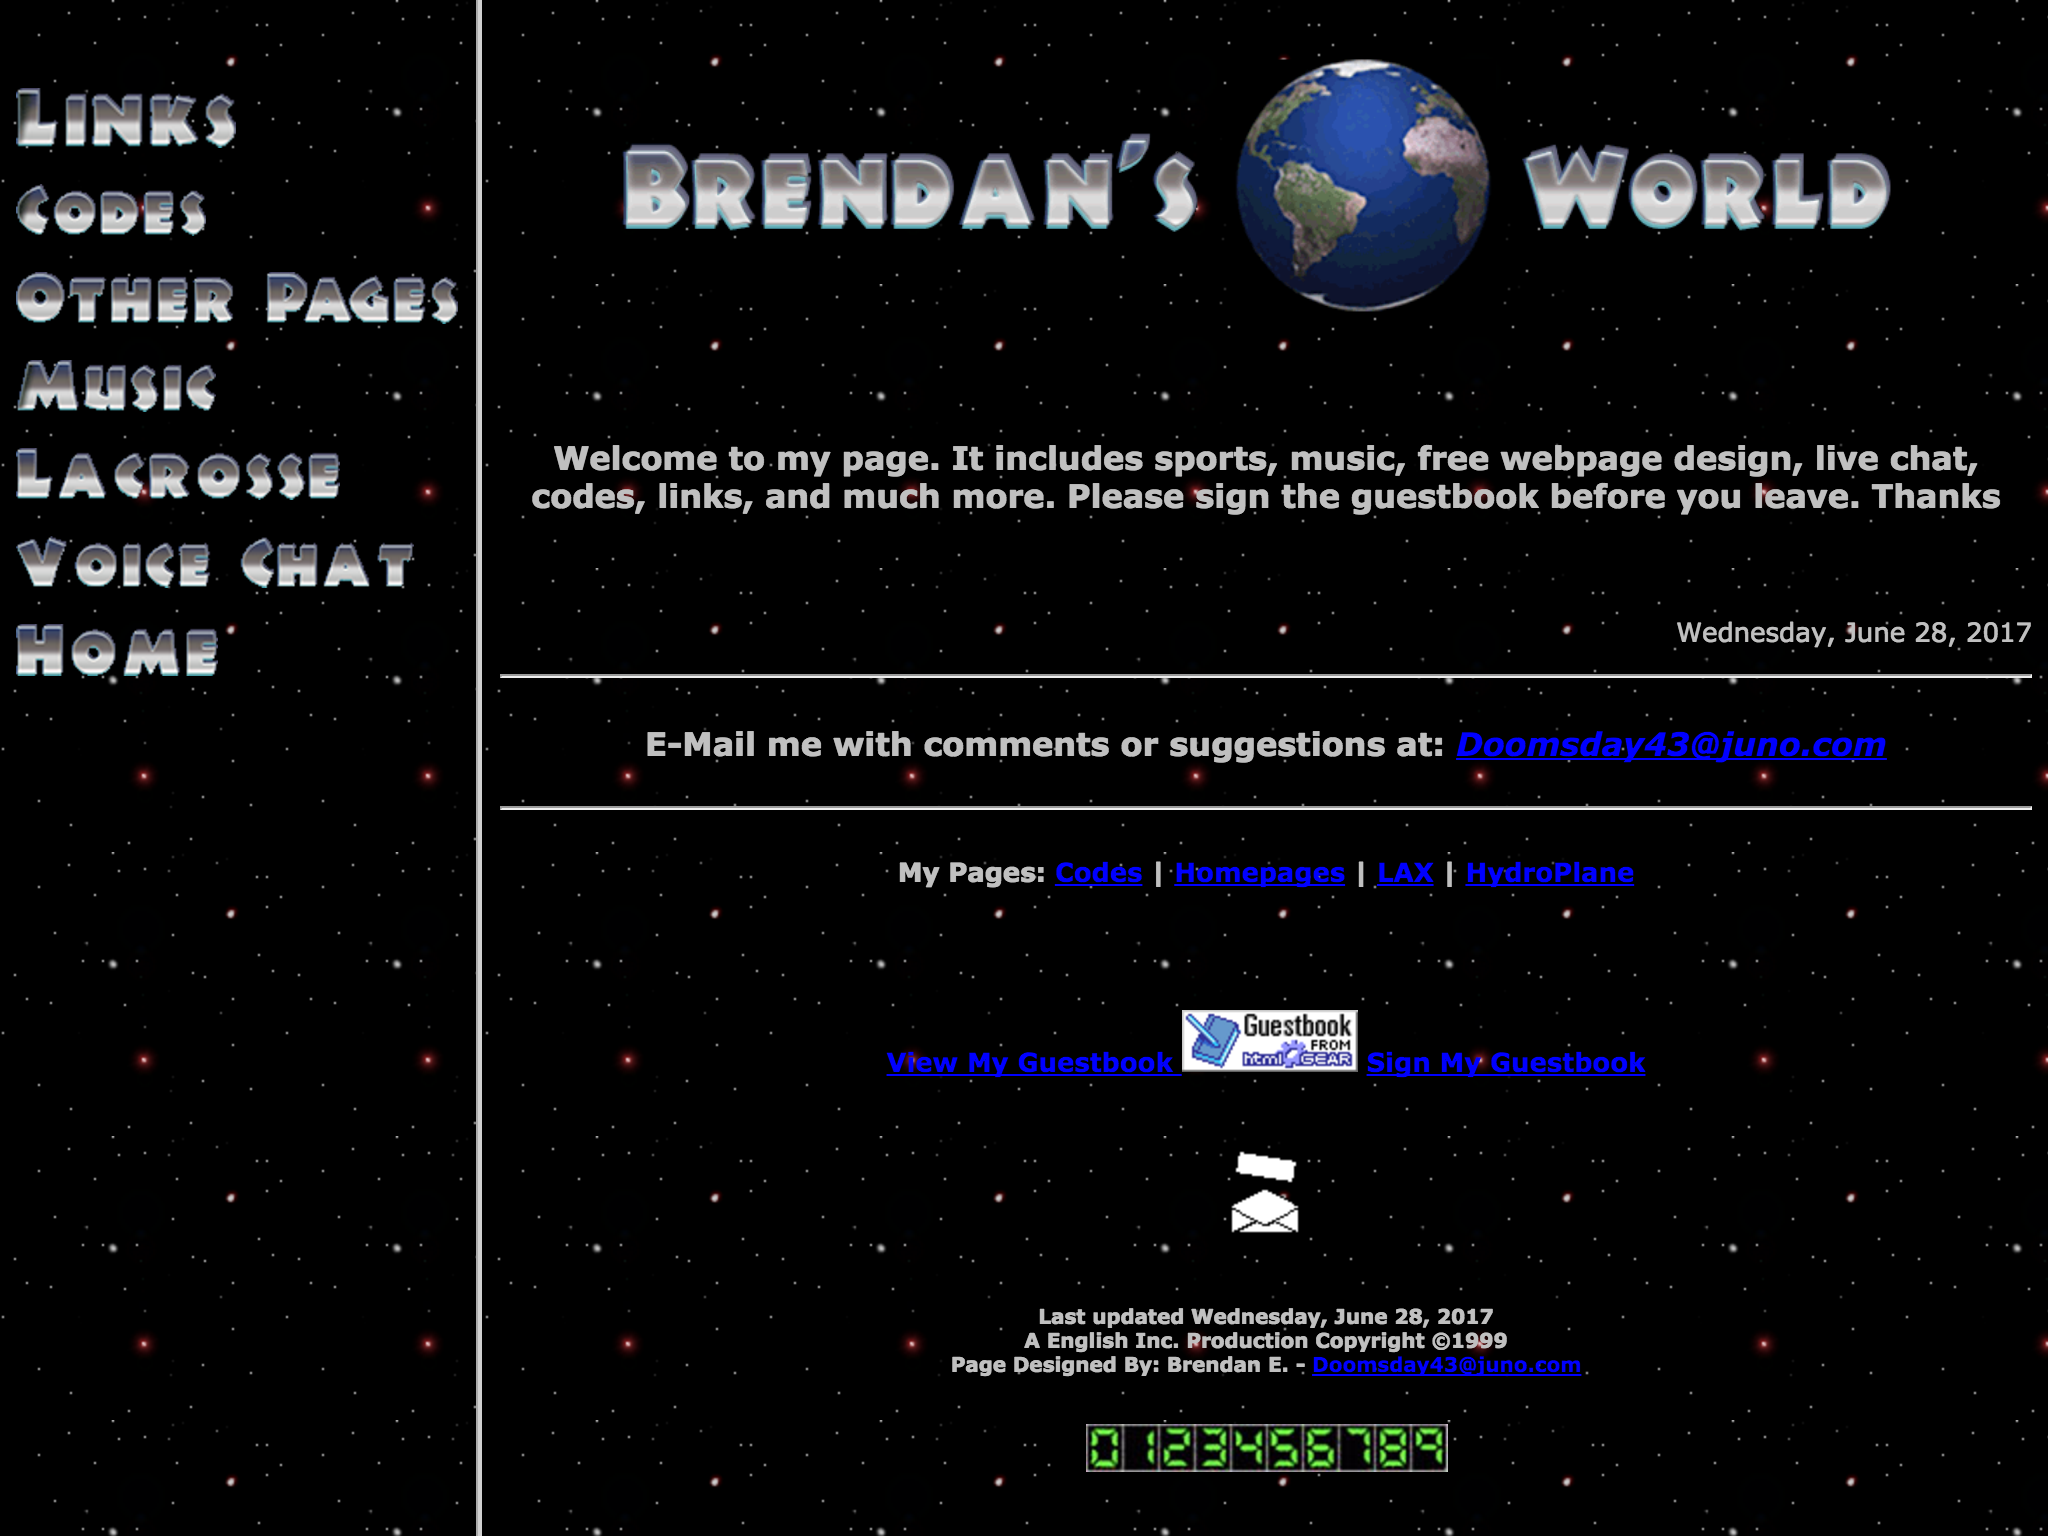 Links
Codes
Other Pages
Music
Lacrosse
Voice Chat
Home
Brendan's World
Welcome to my page. It includes sports, music, free webpage design, live chat,
codes, links, and much more. Please sign the guestbook before you leave. Thanks
Wednesday, June 28, 2017
E-Mail me with comments or suggestions at: Doomsday43@juno.com
My Pages: Codes | Homepages | LAX | HydroPlane
View My Guestbook
Guestbook
FROM
html GEAR
Sign My Guestbook
Last updated Wednesday, June 28, 2017
A English Inc. Production Copyright ©1999
Page Designed By: Brendan E. - Doomsday43@juno.com
0123456789